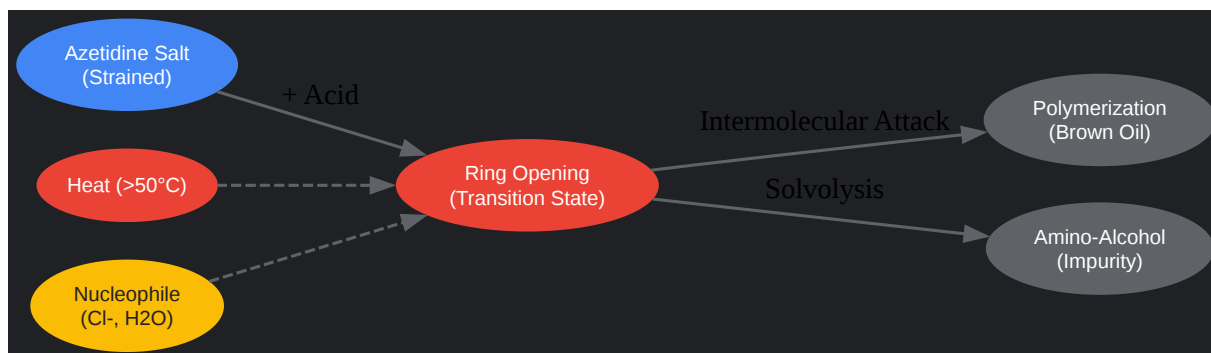 Azetidine Salt
(Strained)
+ Acid
Heat (>50°C)
Nucleophile
(Cl-, H2O)
Ring Opening
(Transition State)
Intermolecular Attack
Solvolysis
Polymerization
(Brown Oil)
Amino-Alcohol
(Impurity)